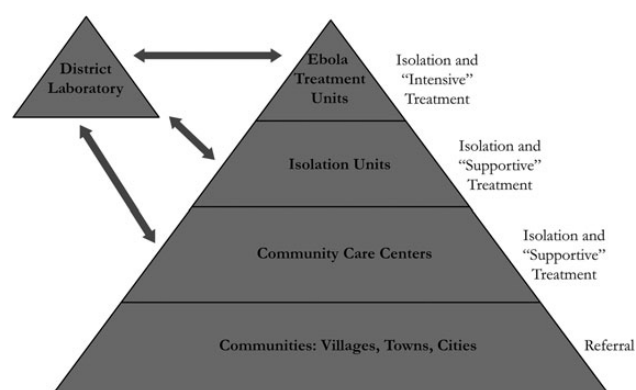 District
Laboratory
Ebola
Treatment
Units
Isolation and
“Intensive”
Treatment
Isolation Units
Isolation and
“Supportive”
Treatment
Community Care Centers
Isolation and
“Supportive”
Treatment
Communities: Villages, Towns, Cities
Referral